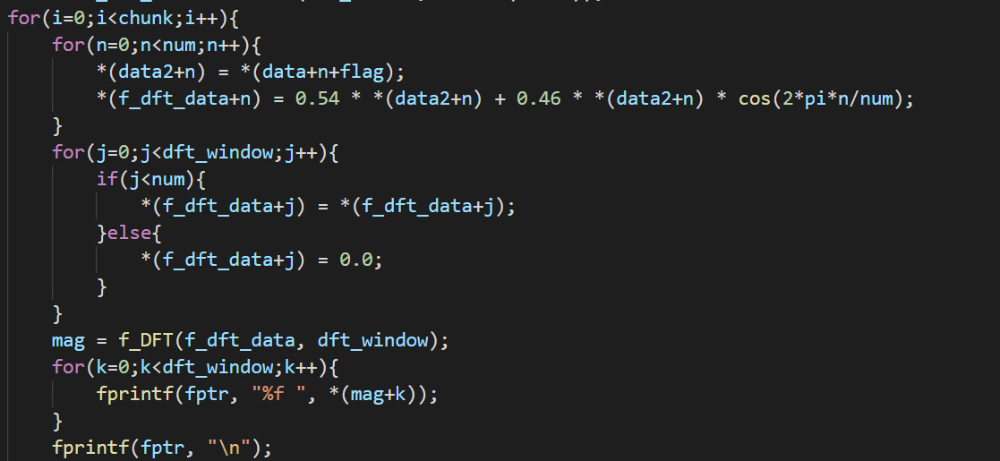 for(i=0;i<chunk;i++){
    for(n=0;n<num;n++){
        *(data2+n) = *(data+n+flag);
        *(f_dft_data+n) = 0.54 * *(data2+n) + 0.46 * *(data2+n) * cos(2*pi*n/num);
    }
    for(j=0;j<dft_window;j++){
        if(j<num){
            *(f_dft_data+j) = *(f_dft_data+j);
        }else{
            *(f_dft_data+j) = 0.0;
        }
    }
    mag = f_DFT(f_dft_data, dft_window);
    for(k=0;k<dft_window;k++){
        fprintf(fptr, "%f ", *(mag+k));
    }
    fprintf(fptr, "\n");